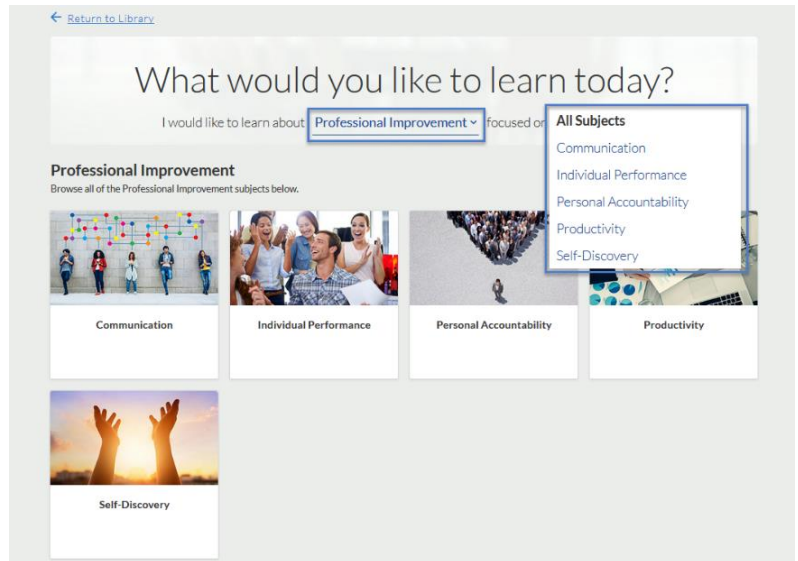 Return to Library
What would you like to learn today?
I would like to learn about Professional Improvement focused on
All Subjects
Communication
Individual Performance
Personal Accountability
Productivity
Self-Discovery
Professional Improvement
Browse all of the Professional Improvement subjects below.
Communication
Individual Performance
Personal Accountability
Productivity
Self-Discovery